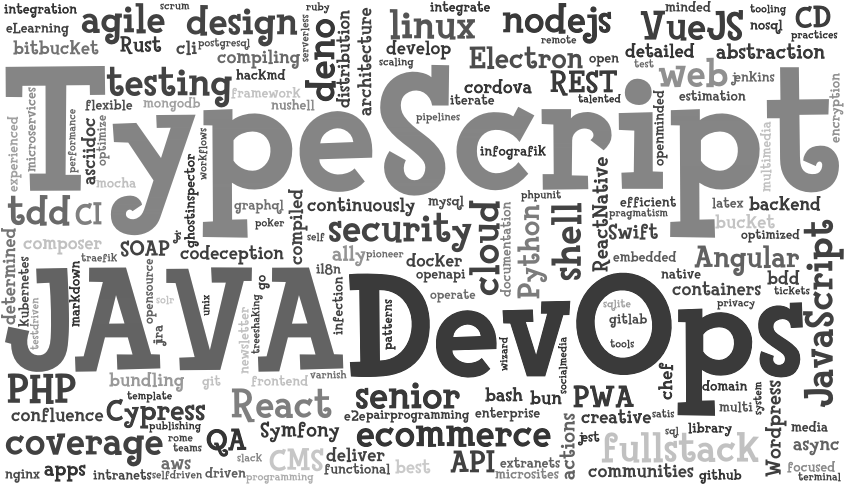 integration
scrum
agile
design
ruby
serverless
deno
distribution
architecture
integrate
linux
nodejs
minded
VueJS
tooling
nosql
CD
practices
eLearning
bitbucket
Rust
cli
postgresql
compiling
develop
scaling
remote
Electron
open
detailed
abstraction
test
testing
hackmd
framework
nushell
cordova
REST
talented
web
jenkins
estimation
flexible
mongodb
iterate
pipelines
experienced
microservices
performance
asciidoc
optimize
mocha
workflows
ghostinspector
TypeScript
infografik
openminded
multimedia
encryption
tdd
CI
graphql
poker
compiled
continuously
mysql
phpunit
efficient
pragmatism
latex
backend
bucket
optimized
composer
traefik
SOAP
codeception
self
security
ally
pioneer
docker
openapi
operate
cloud
documentation
Python
shell
ReactNative
Swift
embedded
Angular
native
containers
bdd
tickets
privacy
JavaScript
determined
Kubernetes
testdriven
markdown
opensource
solr
jira
unix
newsletter
treeshaking
go
il8n
infection
JAVA
DevOps
patterns
wizard
socialmedia
sqlite
gitlab
tools
PHP
bundling
git
frontend
varnish
template
confluence
Cypress
publishing
React
senior
e2e
pairprogramming
bash
bun
enterprise
PWA
creative
satis
chef
domain
multi
system
Wordpress
coverage
rome
teams
QA
Symfony
ecommerce
actions
jest
sql
library
media
async
fullstack
nginx
apps
intranets
aws
selfdriven
driven
slack
programming
CMS
deliver
functional
best
API
extranets
microsites
communities
github
focused
terminal